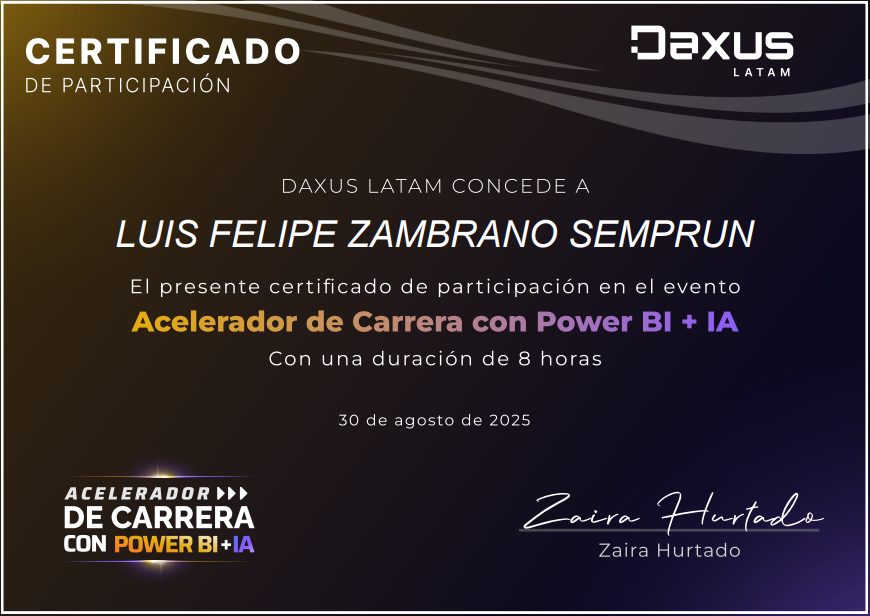 CERTIFICADO
DE PARTICIPACIÓN
Daxus
LATAM
DAXUS LATAM CONCEDE A
LUIS FELIPE ZAMBRANO SEMPRUN
El presente certificado de participación en el evento
Acelerador de Carrera con Power BI + IA
Con una duración de 8 horas
30 de agosto de 2025
ACELERADOR
DE CARRERA
CON POWER BI+IA
Zaira Hurtado
Zaira Hurtado